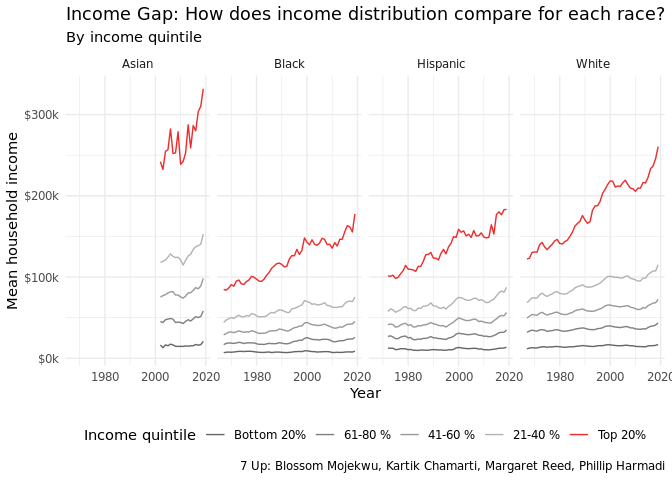 Income Gap: How does income distribution compare for each race?
By income quintile
Asian Black Hispanic White
$300k
$200k
$100k
$0k
Mean household income
1980 2000 2020 1980 2000 2020 1980 2000 2020 1980 2000 2020
Year
Income quintile Bottom 20% 61-80 % 41-60 % 21-40 % Top 20%
7 Up: Blossom Mojekwu, Kartik Chamarti, Margaret Reed, Phillip Harmadi